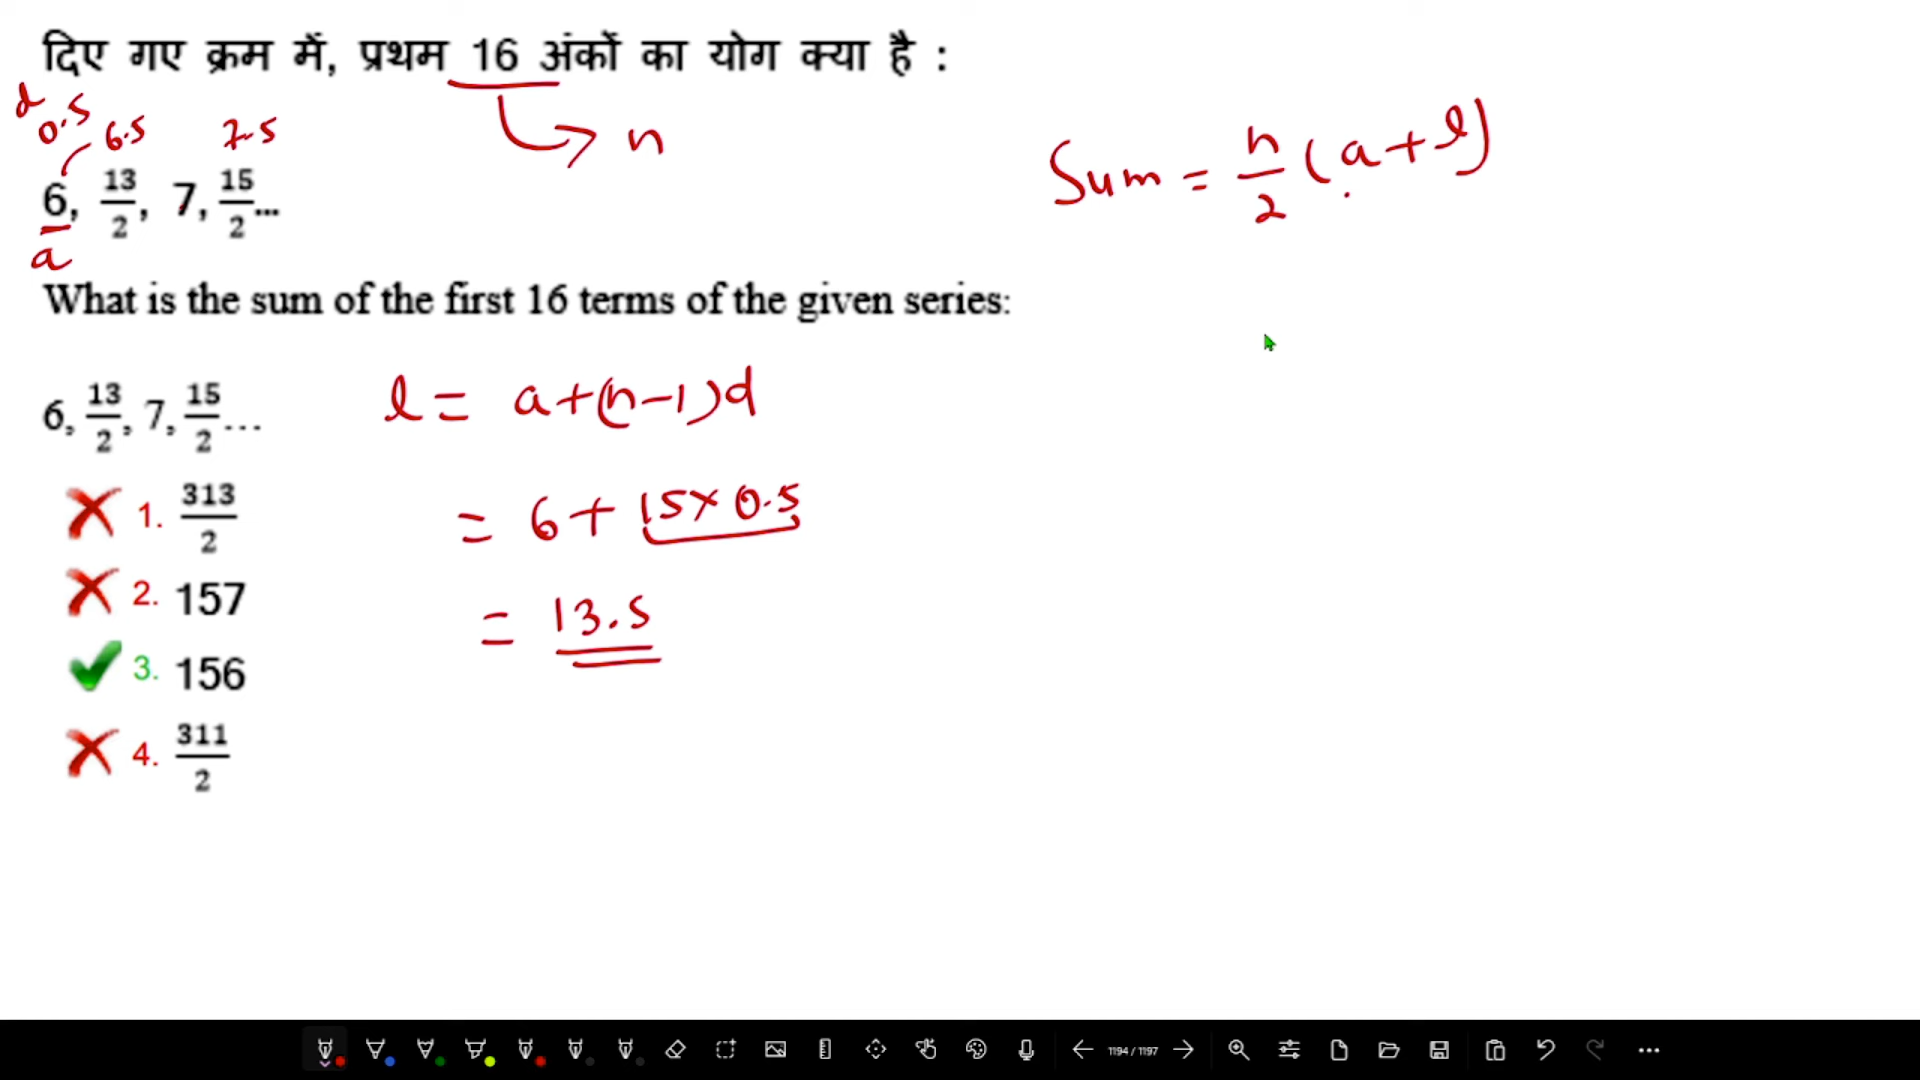 दिए गए क्रम में, प्रथम 16 अंकों का योग क्या है :
d
0.5 6.5 7.5
n
Sum = n/2 (a+l)
6, 13/2, 7, 15/2...
a
What is the sum of the first 16 terms of the given series:
6, 13/2, 7, 15/2...
l = a+(n-1)d
1. 313/2
= 6+15×0.5
2. 157
= 13.5
3. 156
4. 311/2
1194 / 1197